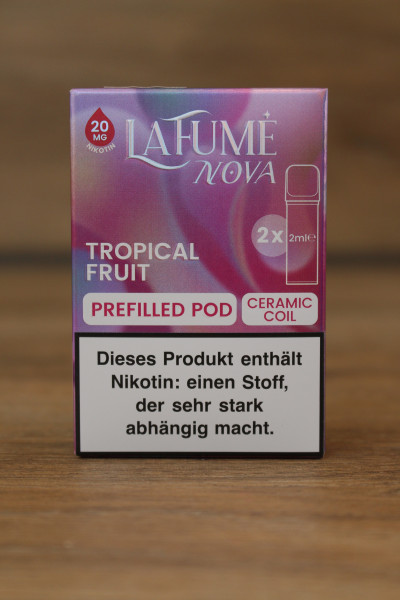 20
MG
NIKOTIN
LAFUMĖ
NOVA
2x
2ml℮
TROPICAL
FRUIT
PREFILLED POD
CERAMIC
COIL
Dieses Produkt enthält
Nikotin: einen Stoff,
der sehr stark
abhängig macht.